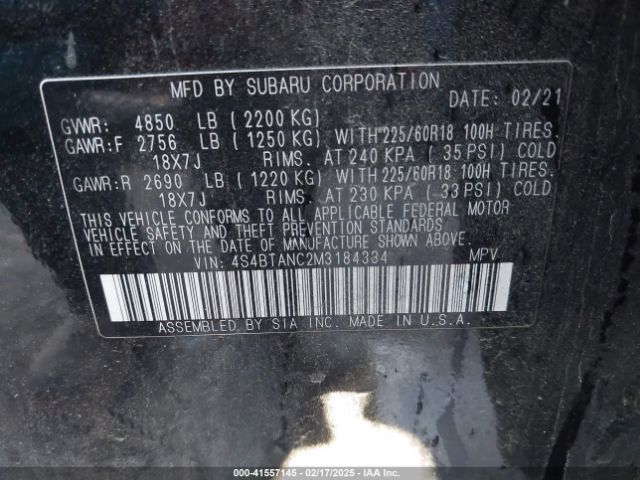 MFD BY SUBARU CORPORATION
DATE: 02/21
GVWR: 4850 LB ( 2200 KG)
GAWR:F 2756 LB ( 1250 KG) WITH 225/60R18 100H TIRES.
18X7J RIMS. AT 240 KPA ( 35 PSI) COLD
GAWR:R 2690 LB ( 1220 KG) WITH 225/60R18 100H TIRES.
18X7J RIMS. AT 230 KPA ( 33 PSI) COLD
THIS VEHICLE CONFORMS TO ALL APPLICABLE FEDERAL MOTOR
VEHICLE SAFETY AND THEFT PREVENTION STANDARDS
IN EFFECT ON THE DATE OF MANUFACTURE SHOWN ABOVE.
VIN: 4S4BTANC2M3184334 MPV
ASSEMBLED BY SIA INC. MADE IN U.S.A.
000-41557145 - 02/17/2025 - IAA Inc.